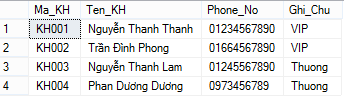 Ma_KH Ten_KH Phone_No Ghi_Chu
1 KH001 Nguyễn Thanh Thanh 01234567890 VIP
2 KH002 Trần Đình Phong 01664567890 VIP
3 KH003 Nguyễn Thanh Lam 01245567890 Thuong
4 KH004 Phan Dương Dương 0973456789 Thuong